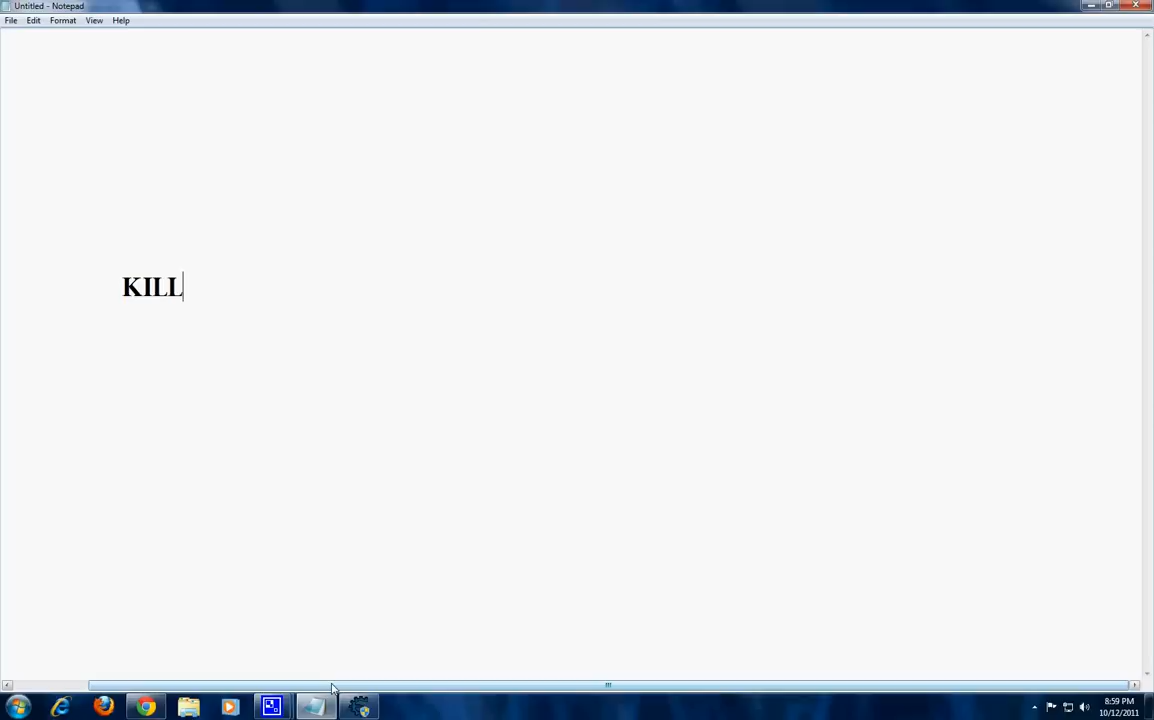 Untitled - Notepad
File Edit Format View Help
KILL
8:59 PM
10/12/2011